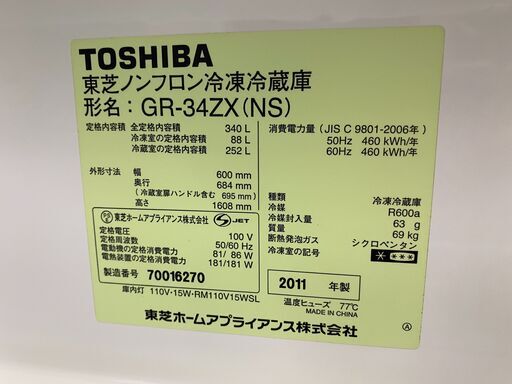 TOSHIBA
東芝ノンフロン冷凍冷蔵庫
形名：GR-34ZX(NS)
定格内容積 全定格内容積 340 L
冷凍室の定格内容積 88 L
冷蔵室の定格内容積 252 L
外形寸法 幅 600 mm
奥行 684 mm
(冷蔵室扉ハンドル含む 695 mm)
高さ 1608 mm
PSE 東芝ホームアプライアンス株式会社 S JET
定格電圧 100 V
定格周波数 50/60 Hz
電動機の定格消費電力 81/ 86 W
電熱装置の定格消費電力 181/181 W
製造番号 70016270
庫内灯 110V・15W・RM110V15WSL
消費電力量 (JIS C 9801-2006年)
50Hz 460 kWh/年
60Hz 460 kWh/年
種類 冷凍冷蔵庫
冷媒 R600a
冷媒封入量 63 g
質量 69 kg
断熱発泡ガス シクロペンタン
冷凍室の記号 ****
2011 年製
温度ヒューズ 77℃
MADE IN CHINA
東芝ホームアプライアンス株式会社 Ⓐ